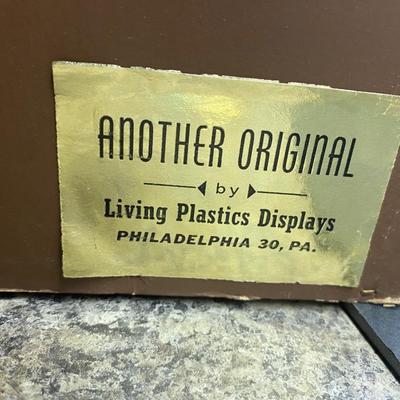 ANOTHER ORIGINAL
by
Living Plastics Displays
PHILADELPHIA 30, PA.